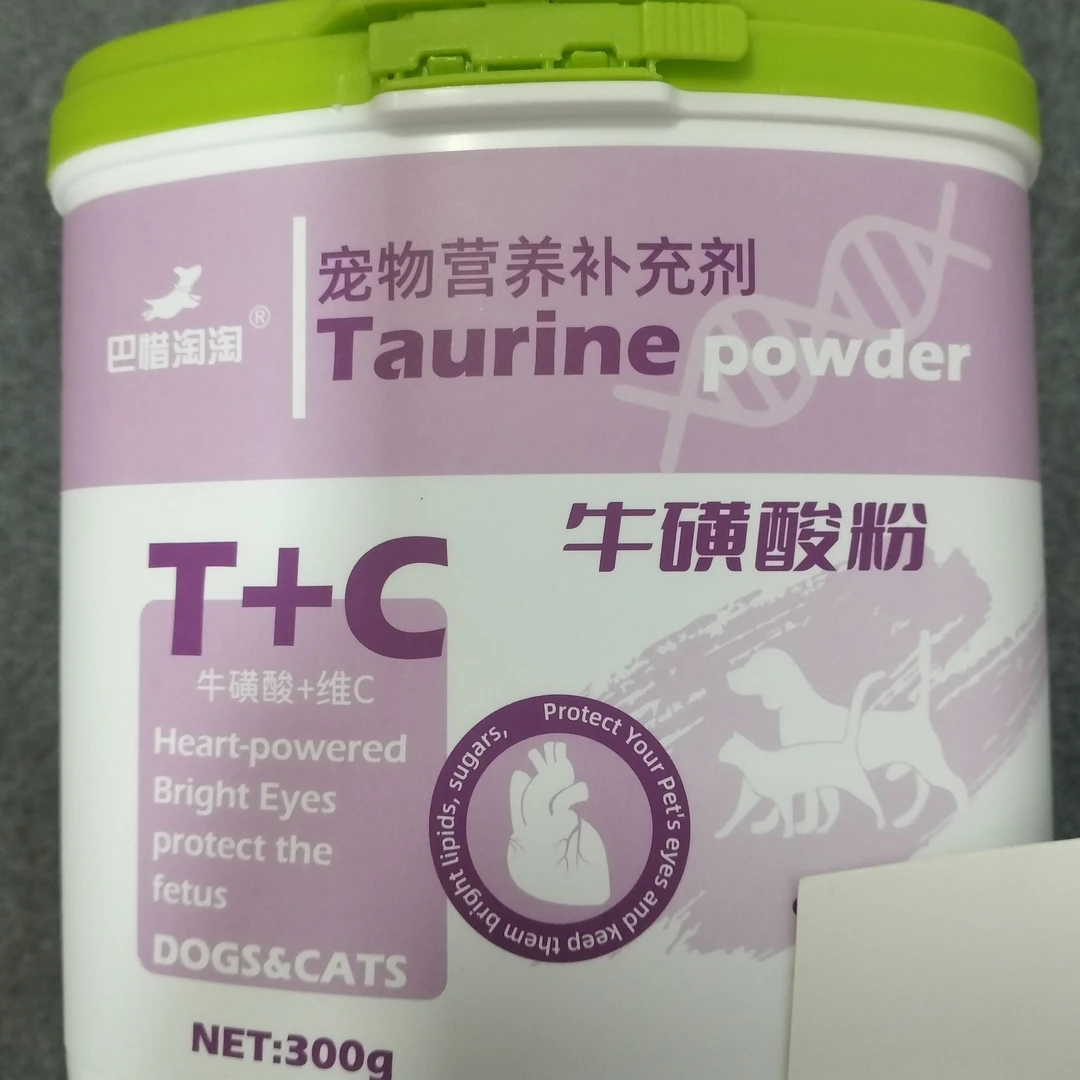 宠物营养补充剂
巴惜淘淘®
Taurine powder
牛磺酸粉
T+C
牛磺酸+维C
Heart-powered
Bright Eyes
protect the
fetus
DOGS&CATS
Protect Your Pet's eyes and keep them bright lipids, sugars,
NET:300g